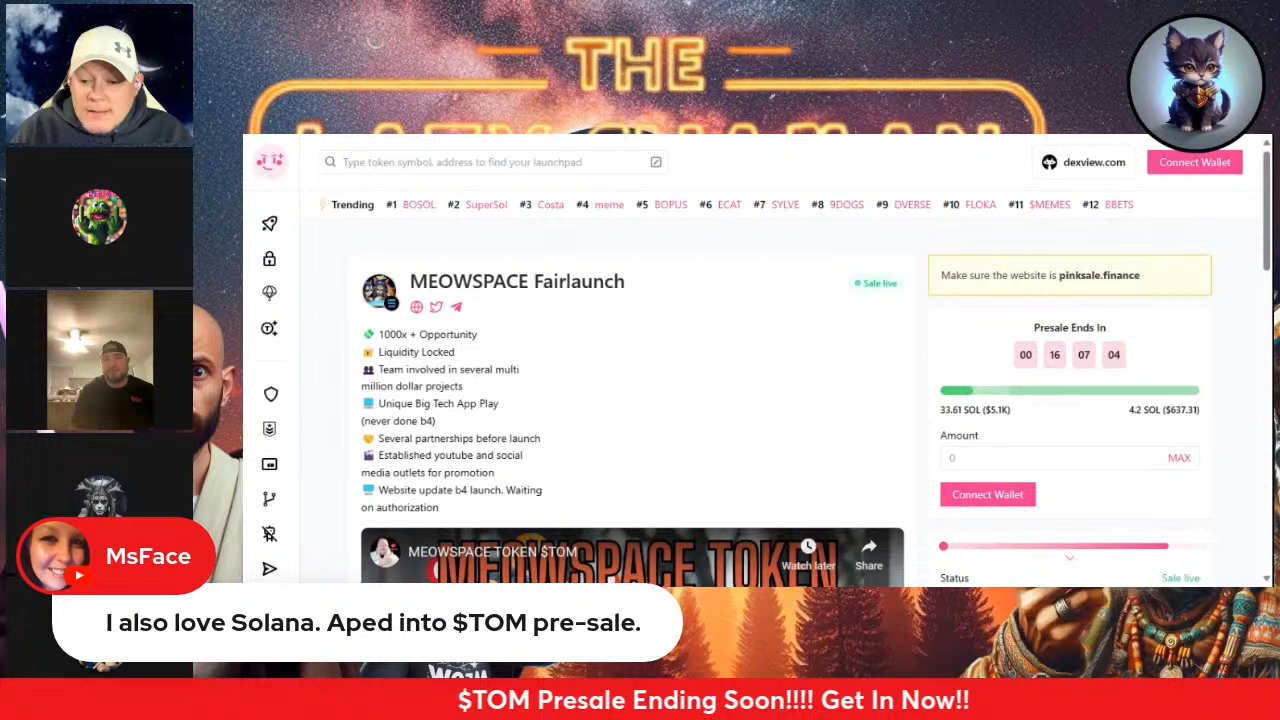 THE
LAZY SHAMAN
Type token symbol, address to find your launchpad
dexview.com
Connect Wallet
Trending #1 BOSOL #2 SuperSol #3 Costa #4 meme #5 BOPUS #6 ECAT #7 SYLVE #8 9DOGS #9 DVERSE #10 FLOKA #11 $MEMES #12 BBETS
MEOWSPACE Fairlaunch
Sale live
1000x + Opportunity
Liquidity Locked
Team involved in several multi
million dollar projects
Unique Big Tech App Play
(never done b4)
Several partnerships before launch
Established youtube and social
media outlets for promotion
Website update b4 launch. Waiting
on authorization
MEOWSPACE TOKEN $TOM
Watch later
Share
MEOWSPACE TOKEN
Make sure the website is pinksale.finance
Presale Ends In
00 16 07 04
33.61 SOL ($5.1K) 4.2 SOL ($637.31)
Amount
0 MAX
Connect Wallet
Status Sale live
MsFace
I also love Solana. Aped into $TOM pre-sale.
$TOM Presale Ending Soon!!!! Get In Now!!